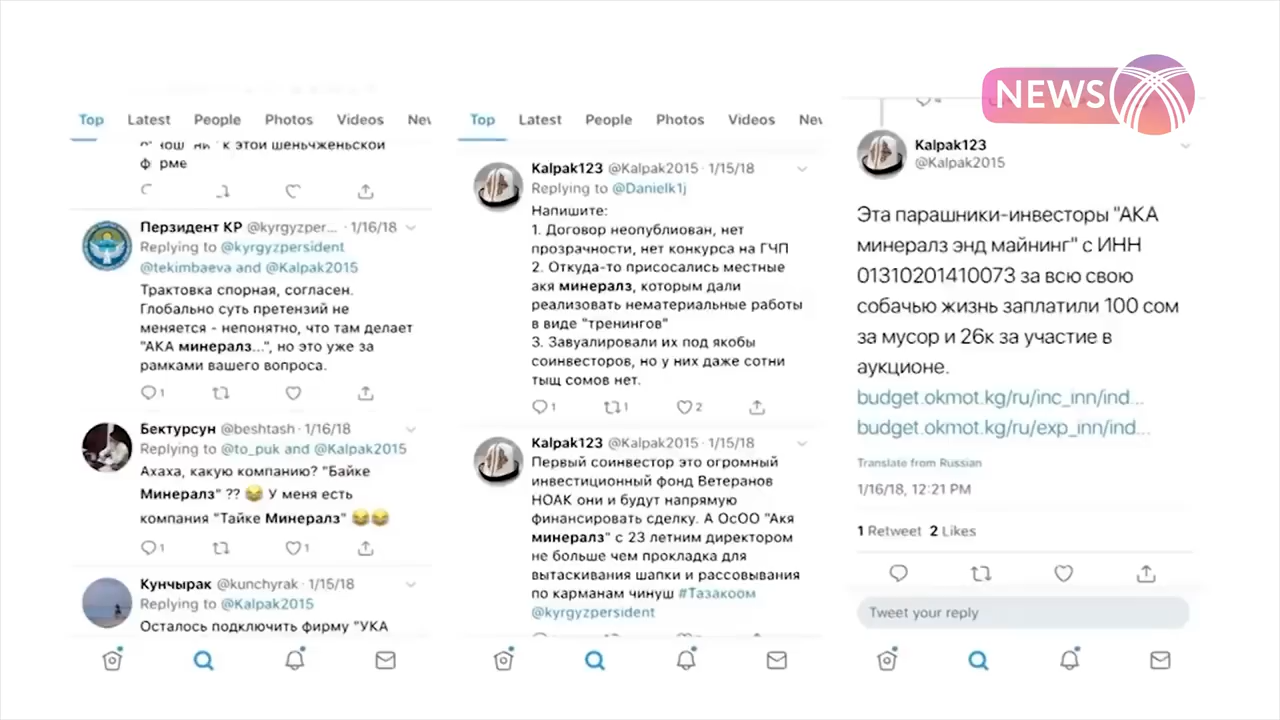 NEWS
Top Latest People Photos Videos
к этой шеньчженьской
Перзидент КР @kyrgyzper... · 1/16/18
Replying to @kyrgyzpersident
@tekimbaeva and @Kalpak2015
Трактовка спорная, согласен.
Глобально суть претензий не
меняется - непонятно, что там делает
"АКА минералз...", но это уже за
рамками вашего вопроса.
1
Бектурсун @beshtash · 1/16/18
Replying to @to_puk and @Kalpak2015
Ахаха, какую компанию? "Байке
Минералз" ?? 😂 У меня есть
компания "Тайке Минералз" 😂😂
1 1
Кунчырак @kunchyrak · 1/15/18
Replying to @Kalpak2015
Осталось подключить фирму "УКА
Top Latest People Photos Videos
Kalpak123 @Kalpak2015 · 1/15/18
Replying to @Danielk1j
Напишите:
1. Договор неопублиован, нет
прозрачности, нет конкурса на ГЧП
2. Откуда-то присосались местные
акя минералз, которым дали
реализовать нематериальные работы
в виде "тренингов"
3. Завуалировали их под якобы
соинвесторов, но у них даже сотни
тыщ сомов нет.
1 1 2
Kalpak123 @Kalpak2015 · 1/15/18
Первый соинвестор это огромный
инвестиционный фонд Ветеранов
НОАК они и будут напрямую
финансировать сделку. А ОсОО "Акя
минералз" с 23 летним директором
не больше чем прокладка для
вытаскивания шапки и рассовывания
по карманам чинуш #Тазакоом
@kyrgyzpersident
Kalpak123
@Kalpak2015
Эта парашники-инвесторы "АКА
минералз энд майнинг" с ИНН
01310201410073 за всю свою
собачью жизнь заплатили 100 сом
за мусор и 26к за участие в
аукционе.
budget.okmot.kg/ru/inc_inn/ind...
budget.okmot.kg/ru/exp_inn/ind...
Translate from Russian
1/16/18, 12:21 PM
1 Retweet 2 Likes
Tweet your reply